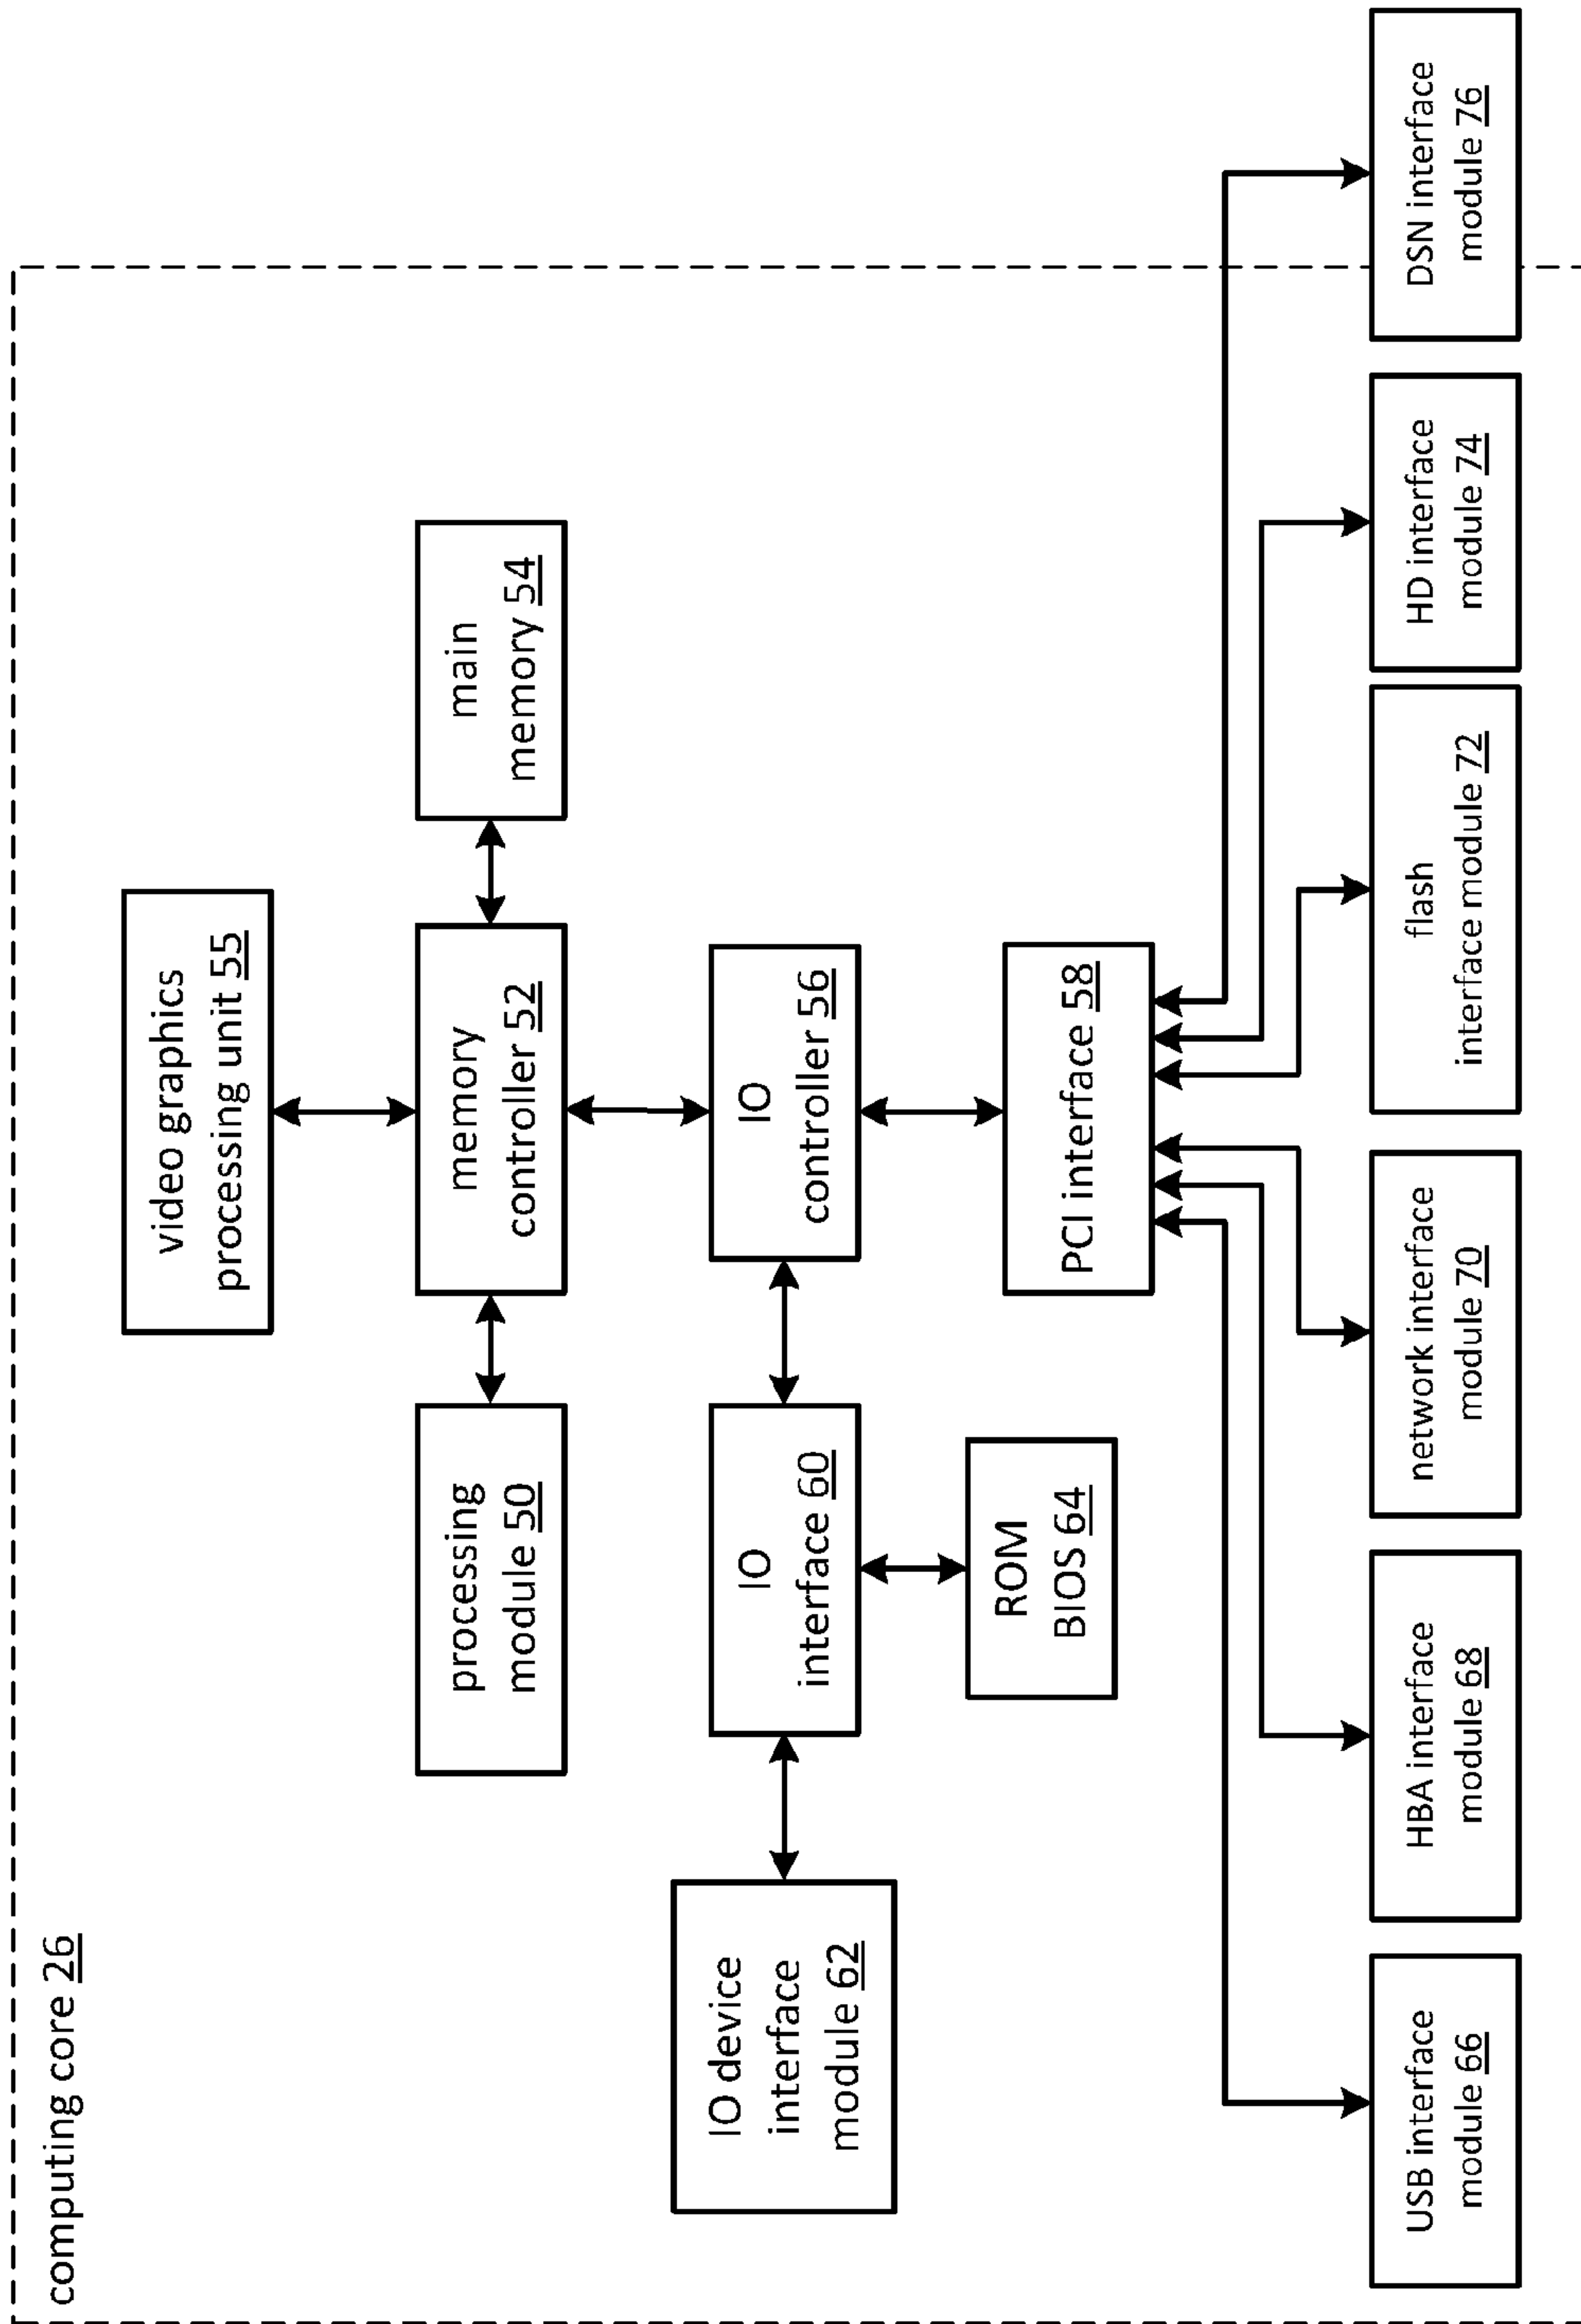 computing core 26
video graphics
processing unit 55
processing
module 50
memory
controller 52
main
memory 54
IO device
interface
module 62
IO
interface 60
IO
controller 56
ROM
BIOS 64
PCI interface 58
USB interface
module 66
HBA interface
module 68
network interface
module 70
flash
interface module 72
HD interface
module 74
DSN interface
module 76